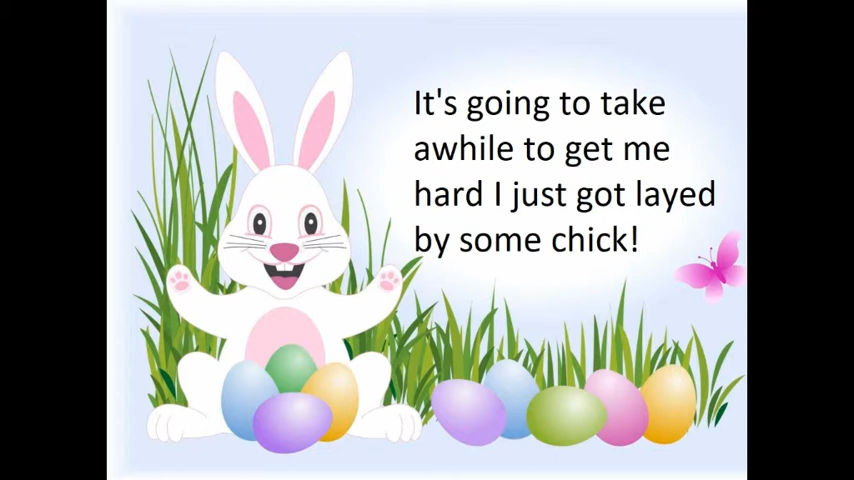 It's going to take
awhile to get me
hard I just got layed
by some chick!